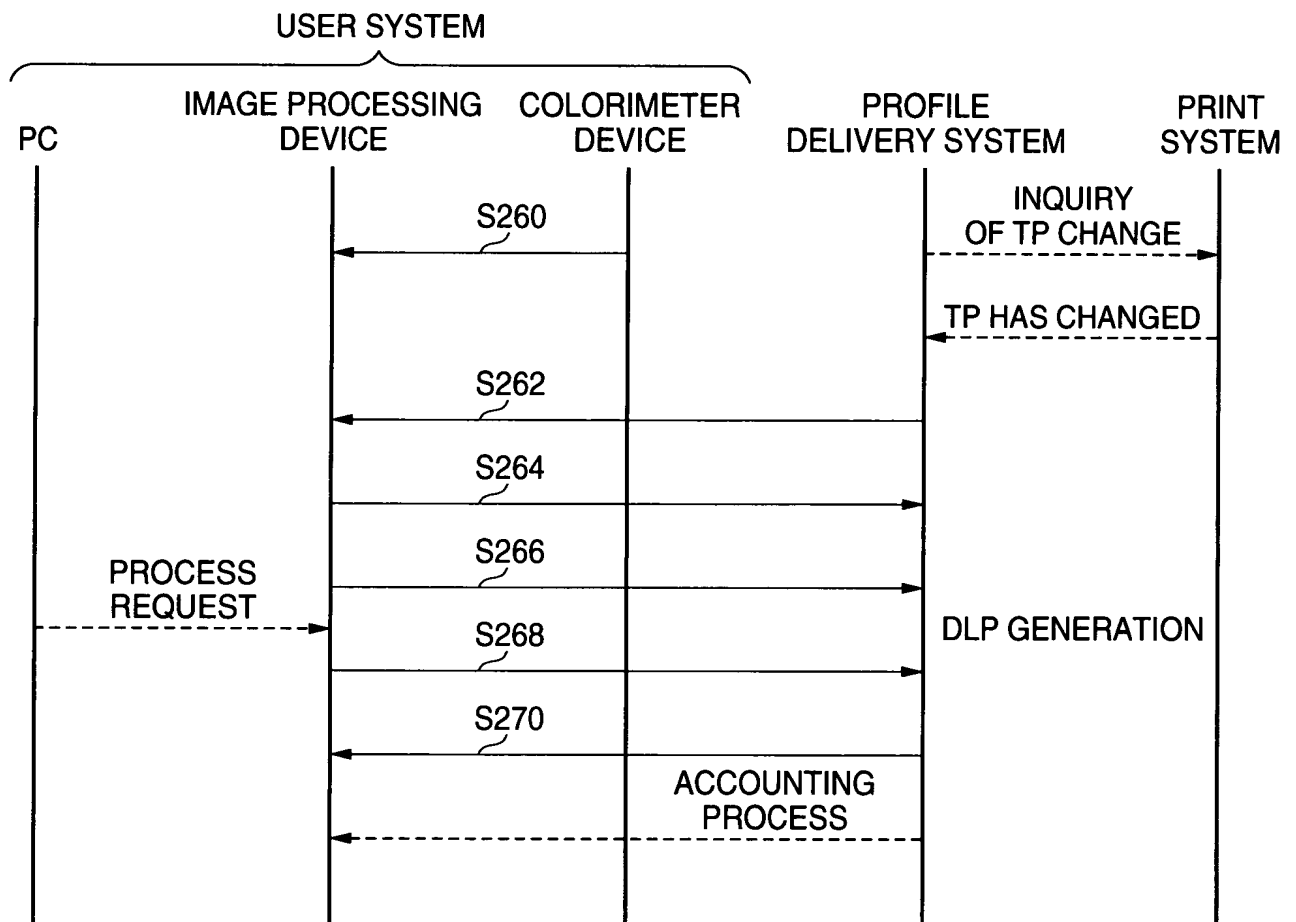 USER SYSTEM
PC
IMAGE PROCESSING
DEVICE
COLORIMETER
DEVICE
PROFILE
DELIVERY SYSTEM
PRINT
SYSTEM
S260
INQUIRY
OF TP CHANGE
TP HAS CHANGED
S262
S264
S266
PROCESS
REQUEST
S268
DLP GENERATION
S270
ACCOUNTING
PROCESS